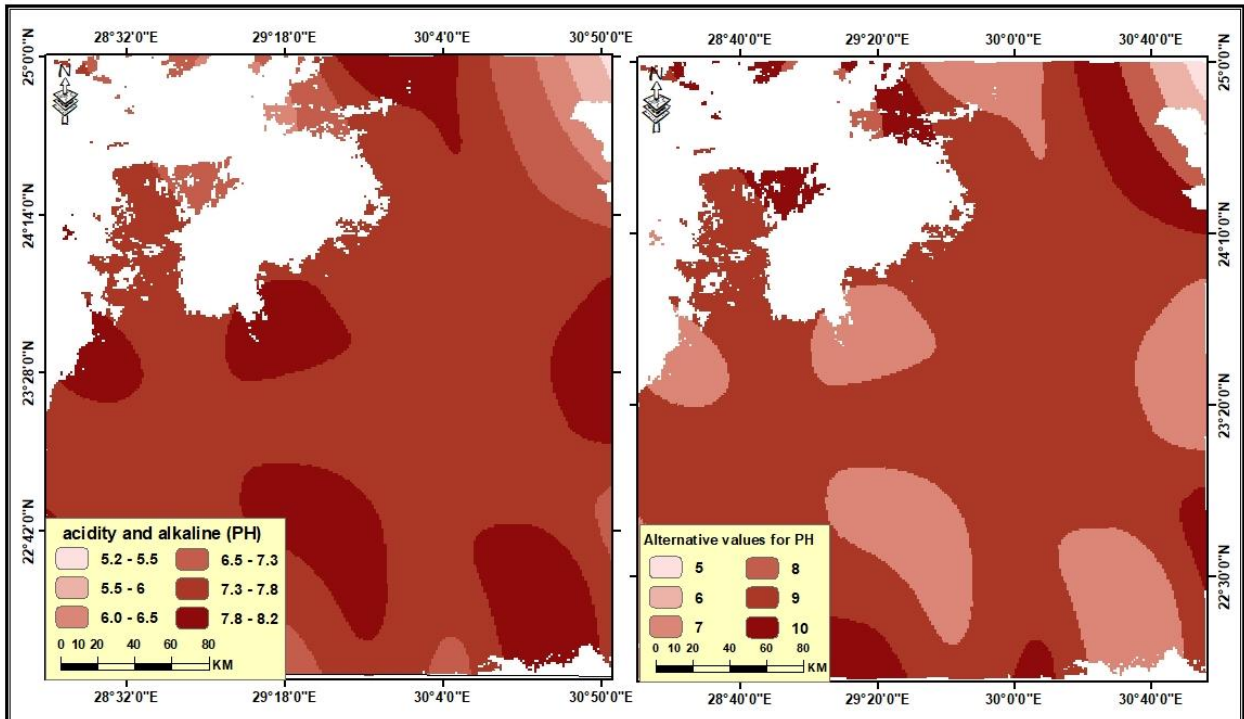 28°32'0"E 29°18'0"E 30°4'0"E 30°50'0"E
25°0'0"N
24°14'0"N
23°28'0"N
22°42'0"N
N
acidity and alkaline (PH)
5.2 - 5.5 6.5 - 7.3
5.5 - 6 7.3 - 7.8
6.0 - 6.5 7.8 - 8.2
0 10 20 40 60 80
KM
28°32'0"E 29°18'0"E 30°4'0"E 30°50'0"E
28°40'0"E 29°20'0"E 30°0'0"E 30°40'0"E
N
25°0'0"N
24°10'0"N
23°20'0"N
22°30'0"N
Alternative values for PH
5 8
6 9
7 10
0 10 20 40 60 80
KM
28°40'0"E 29°20'0"E 30°0'0"E 30°40'0"E